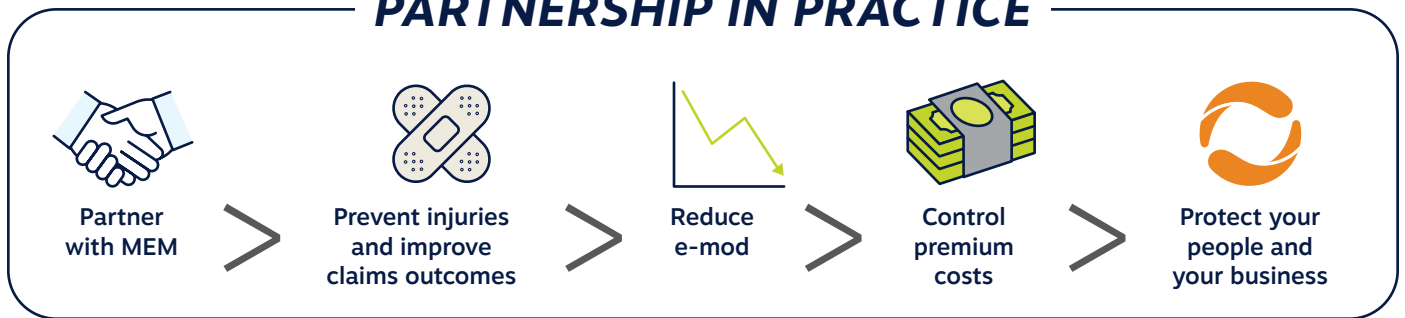 PARTNERSHIP IN PRACTICE
Partner
with MEM
Prevent injuries
and improve
claims outcomes
Reduce
e-mod
Control
premium
costs
Protect your
people and
your business